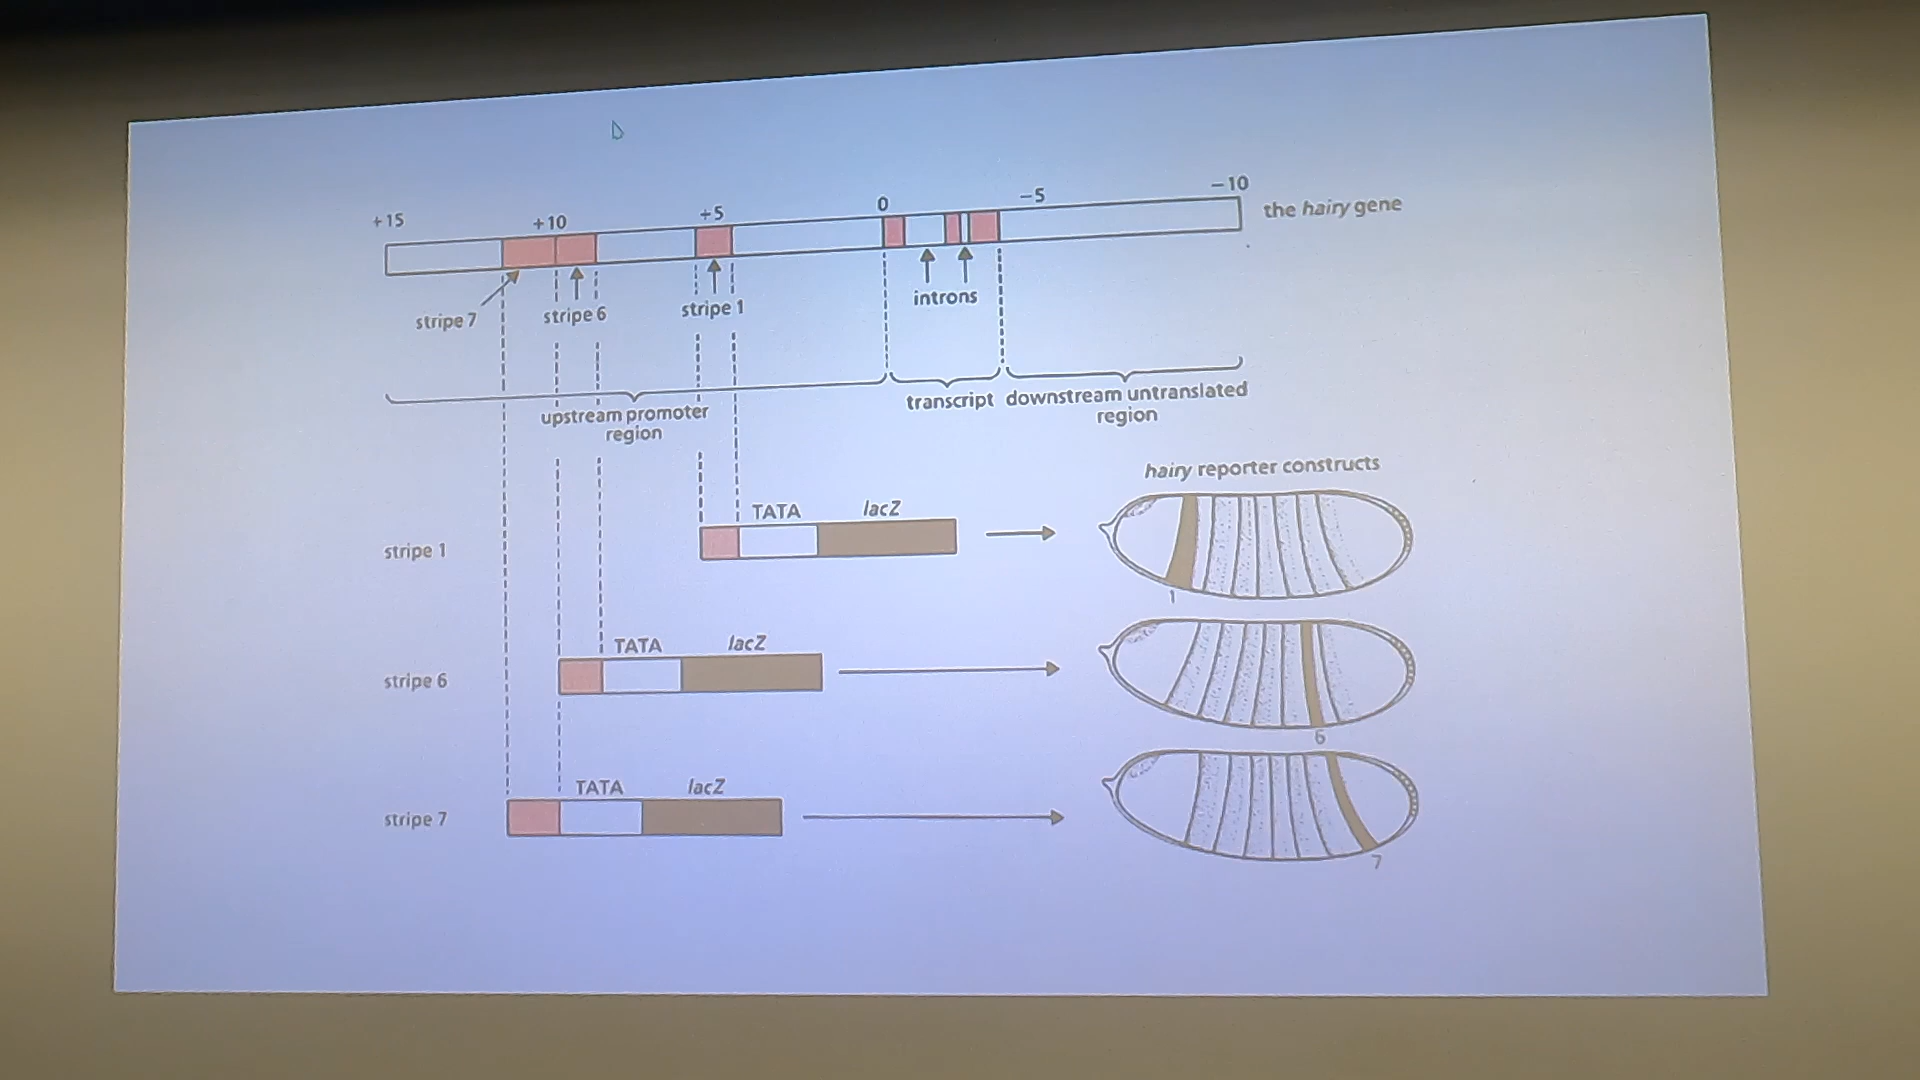 +15
+10
+5
0
−5
−10
the hairy gene
stripe 7
stripe 6
stripe 1
introns
upstream promoter
region
transcript
downstream untranslated
region
hairy reporter constructs
stripe 1
TATA
lacZ
1
stripe 6
TATA
lacZ
6
stripe 7
TATA
lacZ
7